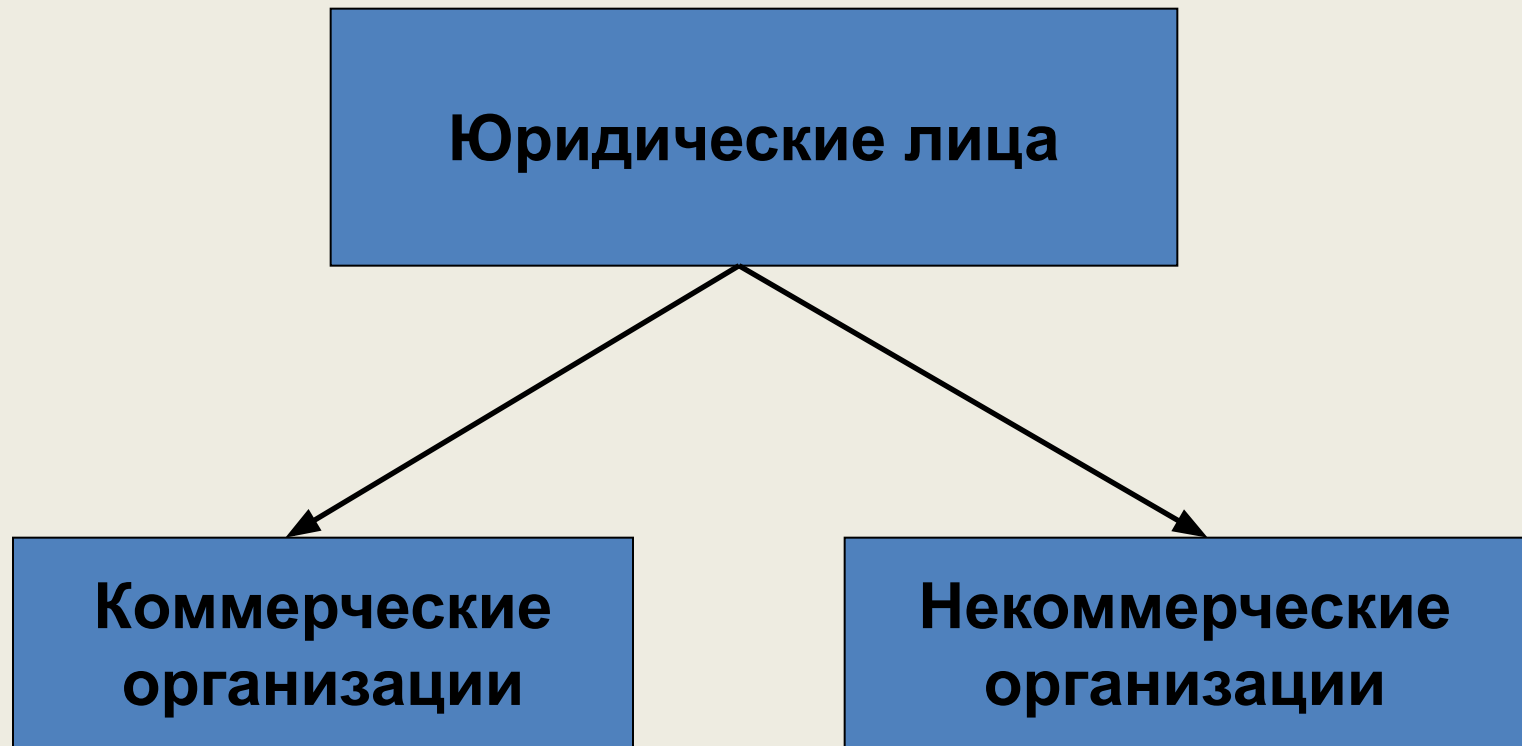 Юридические лица
Коммерческие
организации
Некоммерческие
организации